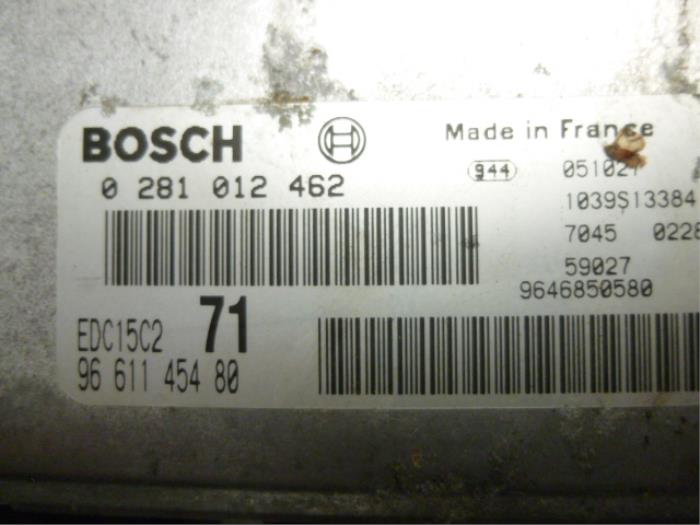 BOSCH
Made in France
944
0 281 012 462
1039S13384
7045 0228
59027
9646850580
EDC15C2 71
96 611 454 80